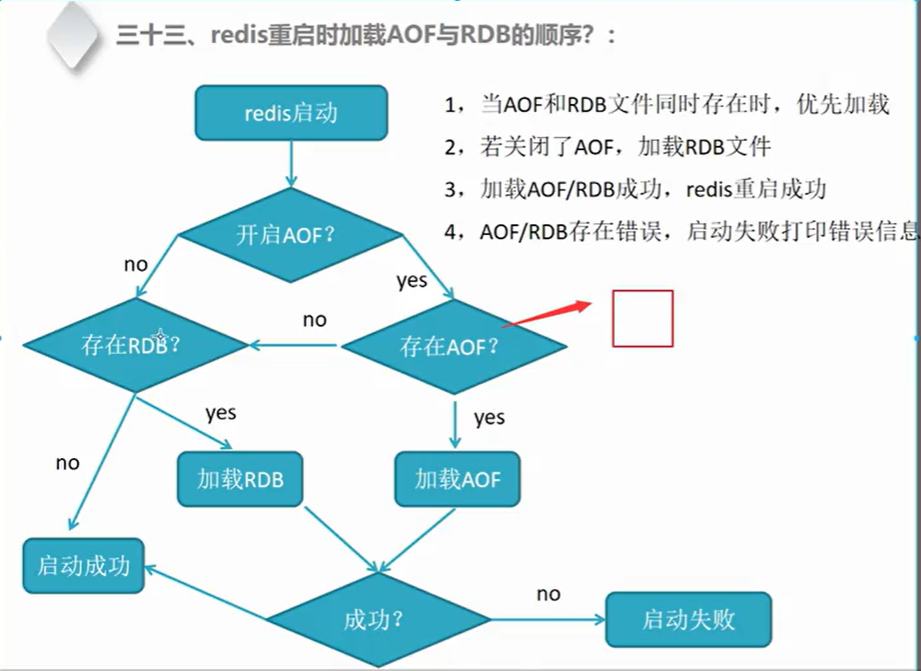 三十三、redis重启时加载AOF与RDB的顺序？：
redis启动
1，当AOF和RDB文件同时存在时，优先加载
2，若关闭了AOF，加载RDB文件
3，加载AOF/RDB成功，redis重启成功
4，AOF/RDB存在错误，启动失败打印错误信息
开启AOF？
no
yes
存在RDB？
no
存在AOF？
yes
yes
no
加载RDB
加载AOF
启动成功
成功？
no
启动失败